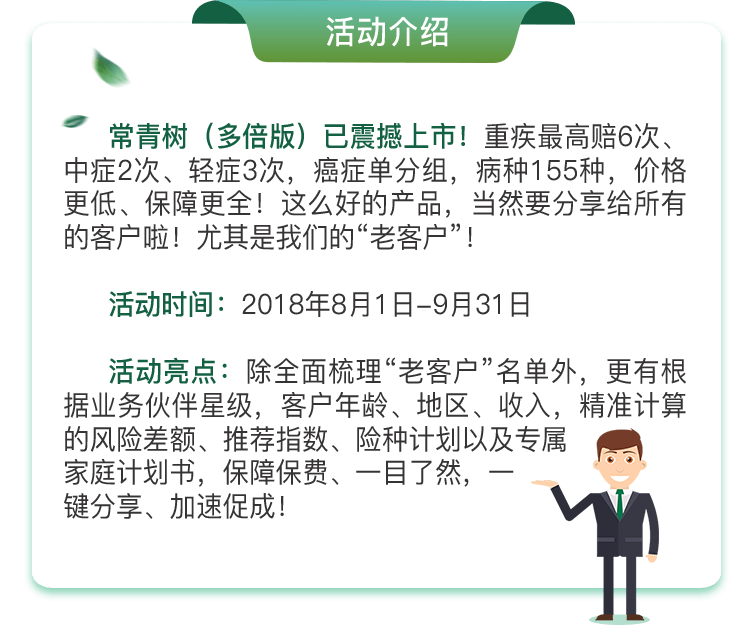 活动介绍
常青树（多倍版）已震撼上市！重疾最高赔6次、
中症2次、轻症3次，癌症单分组，病种155种，价格
更低、保障更全！这么好的产品，当然要分享给所有
的客户啦！尤其是我们的“老客户”！
活动时间：2018年8月1日-9月31日
活动亮点：除全面梳理“老客户”名单外，更有根
据业务伙伴星级，客户年龄、地区、收入，精准计算
的风险差额、推荐指数、险种计划以及专属
家庭计划书，保障保费、一目了然，一
键分享、加速促成！